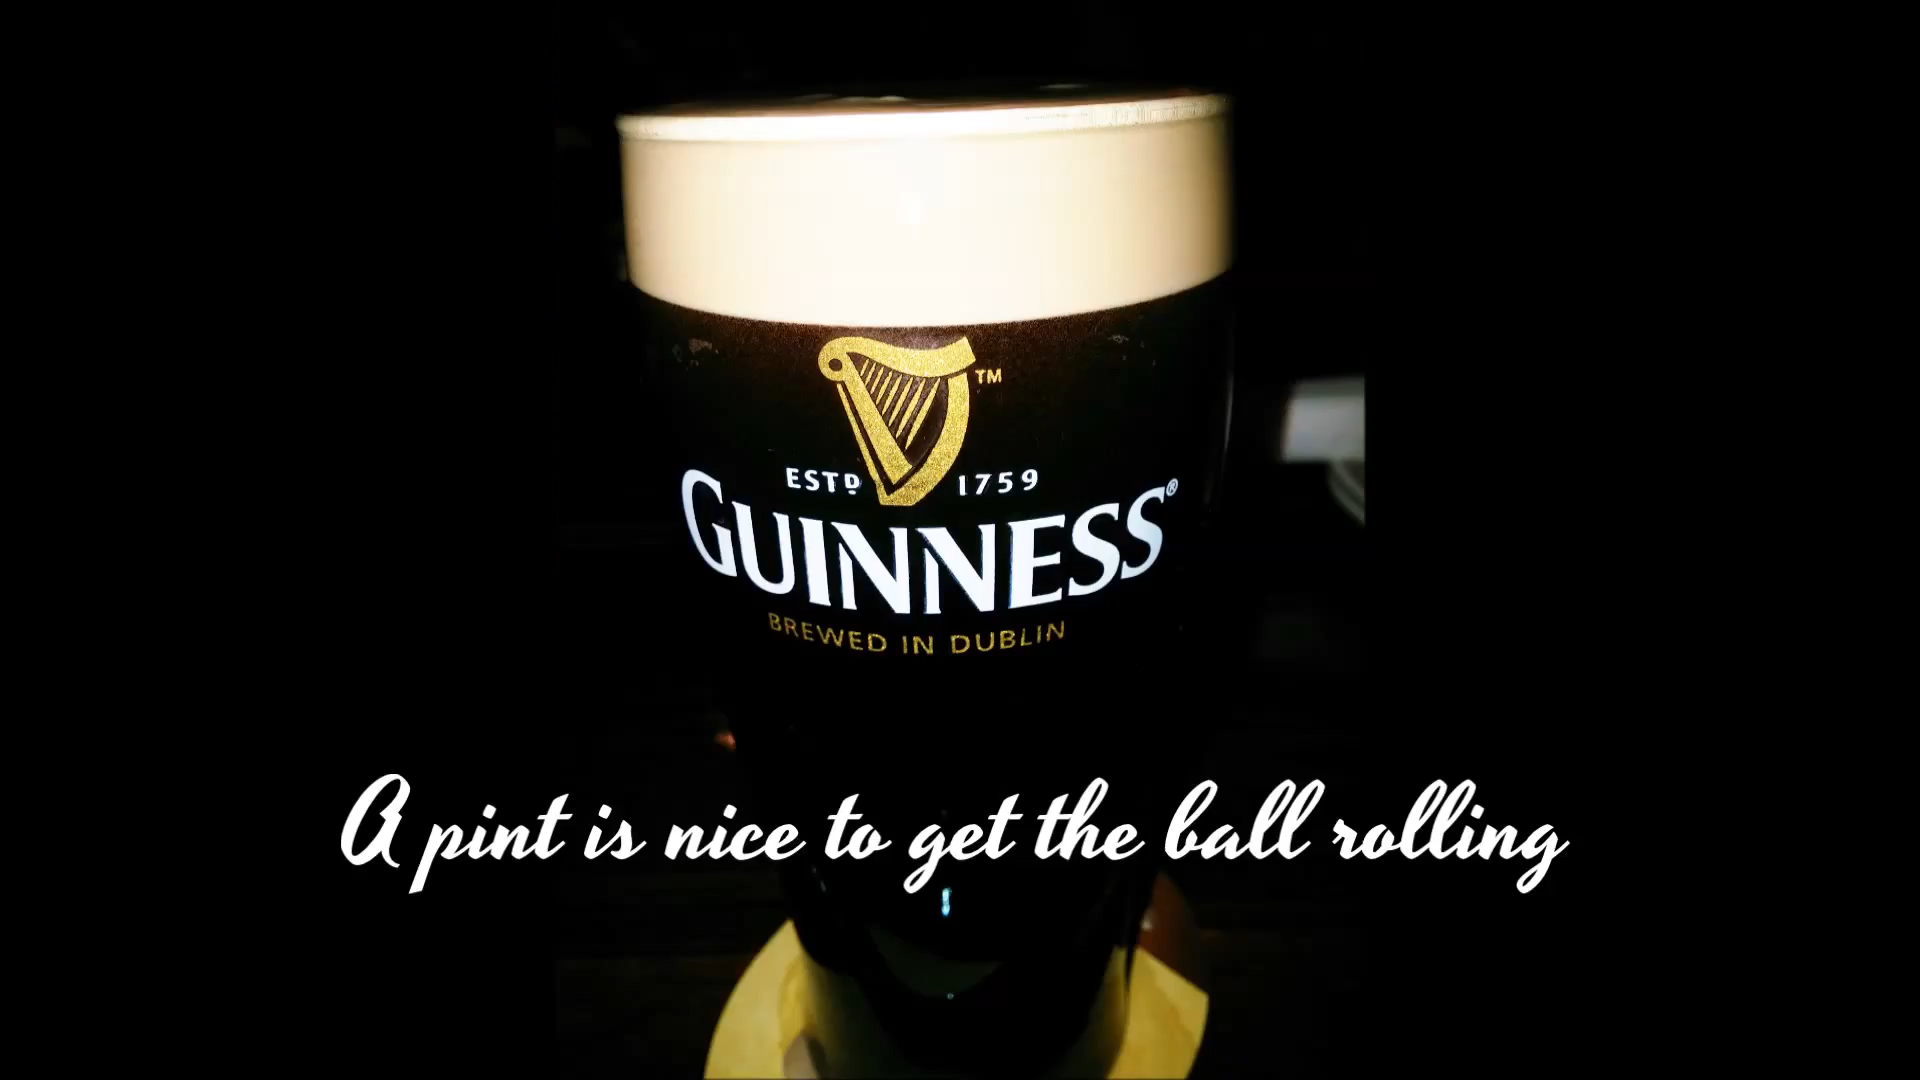 TM
ESTD 1759
GUINNESS®
BREWED IN DUBLIN
A pint is nice to get the ball rolling